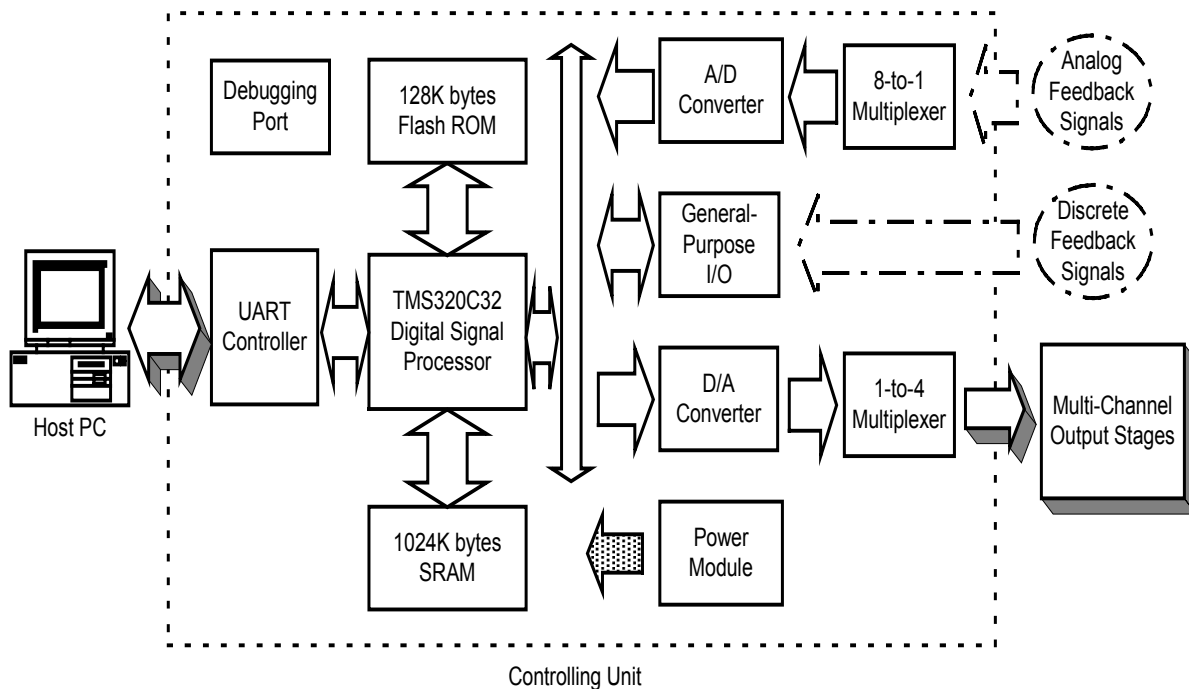 Debugging
Port
128K bytes
Flash ROM
A/D
Converter
8-to-1
Multiplexer
Analog
Feedback
Signals
General-
Purpose
I/O
Discrete
Feedback
Signals
Host PC
UART
Controller
TMS320C32
Digital Signal
Processor
D/A
Converter
1-to-4
Multiplexer
Multi-Channel
Output Stages
1024K bytes
SRAM
Power
Module
Controlling Unit